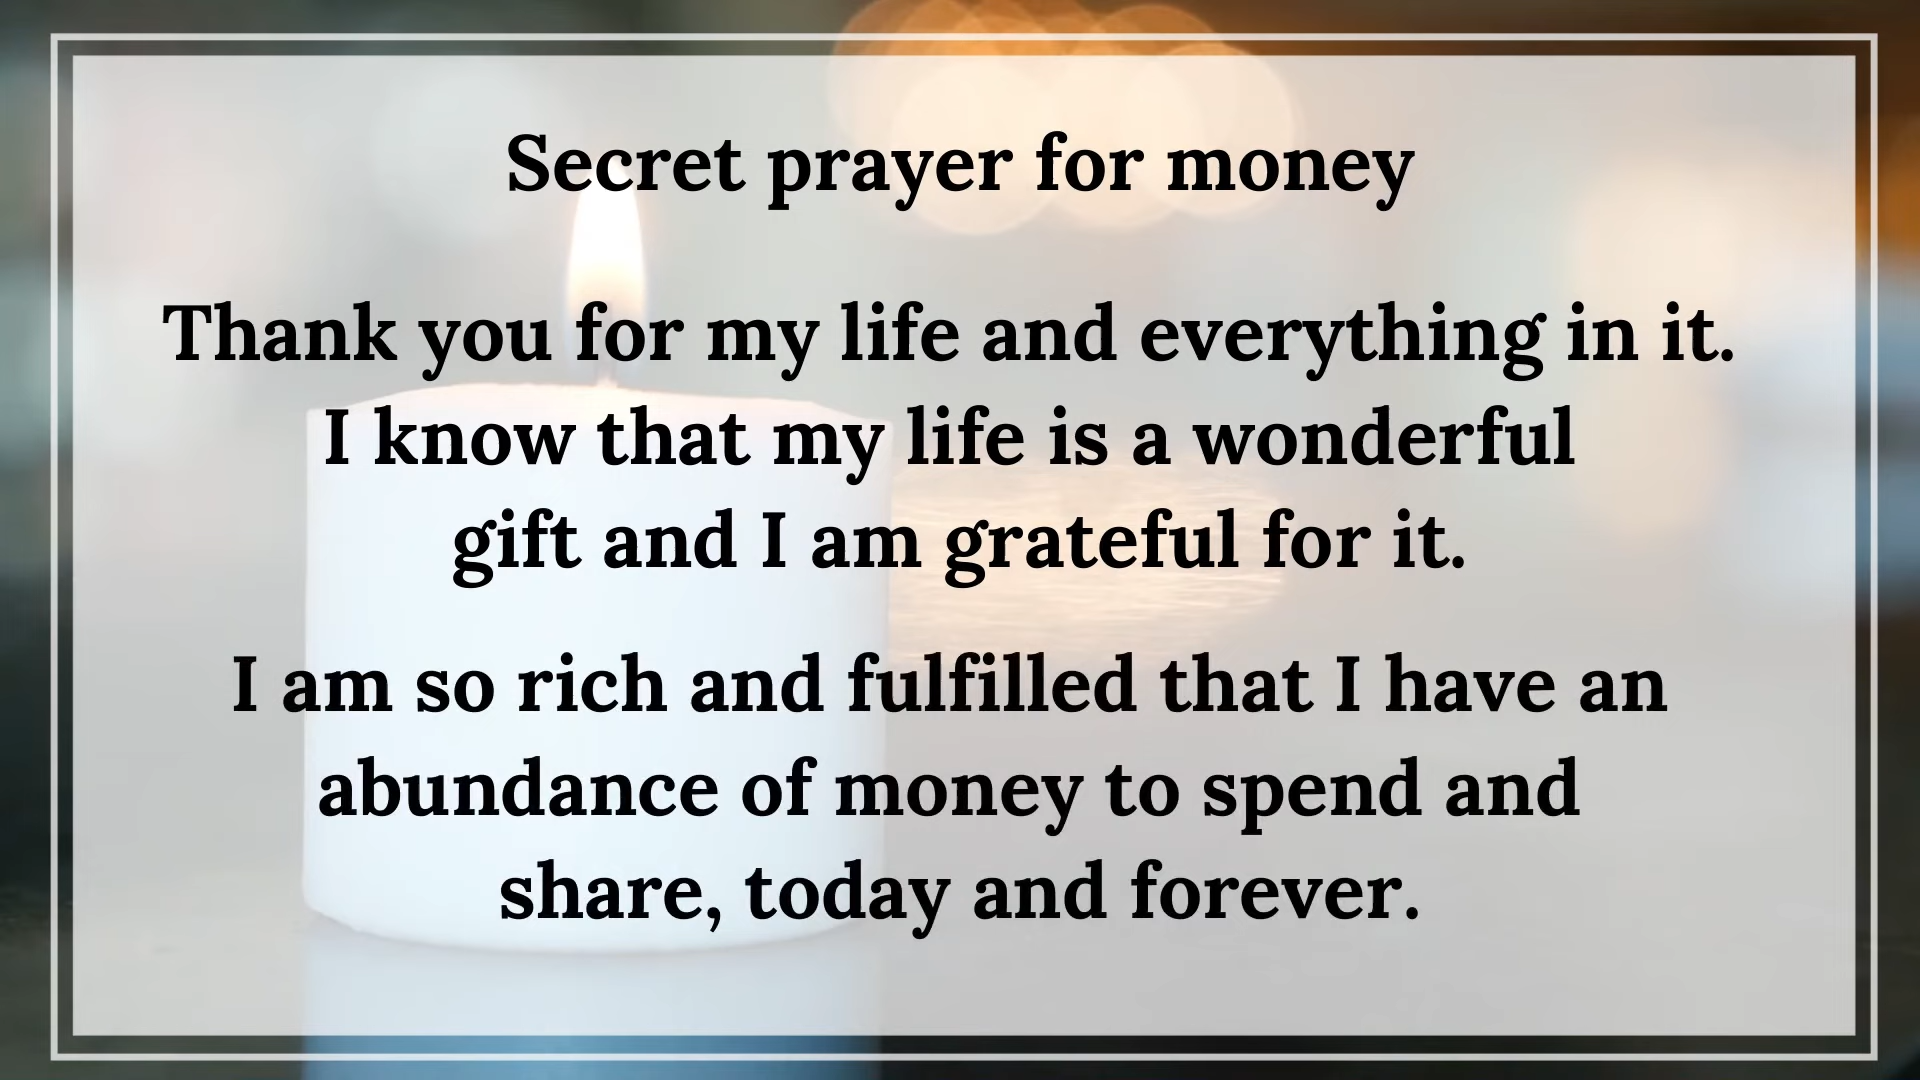 Secret prayer for money
Thank you for my life and everything in it.
I know that my life is a wonderful
gift and I am grateful for it.
I am so rich and fulfilled that I have an
abundance of money to spend and
share, today and forever.